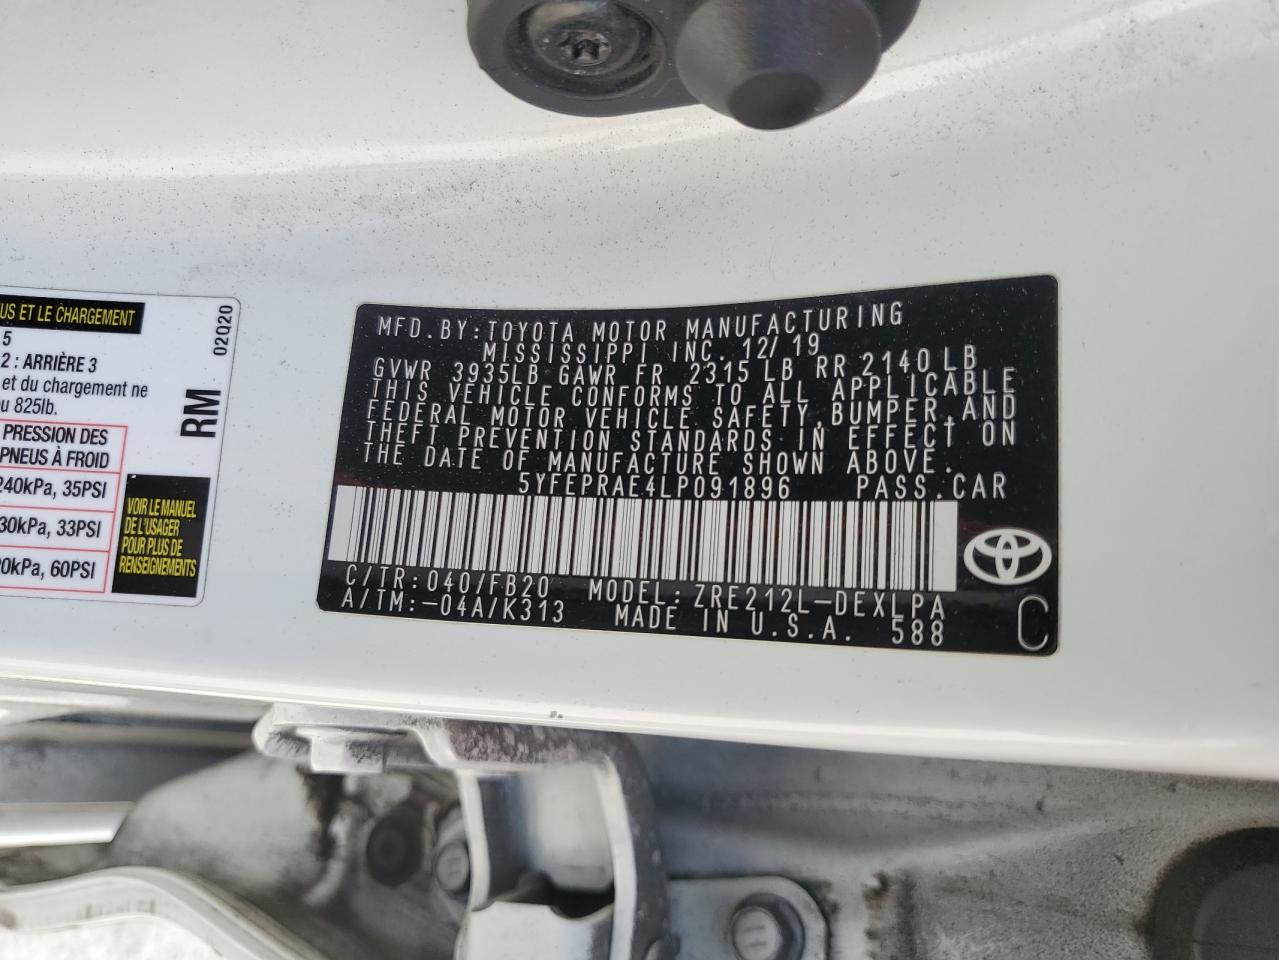 US ET LE CHARGEMENT
5
2 : ARRIÈRE 3
et du chargement ne
u 825lb.
PRESSION DES
PNEUS À FROID
240kPa, 35PSI
30kPa, 33PSI
0kPa, 60PSI
02Q20
RM
VOIR LE MANUEL
DE L'USAGER
POUR PLUS DE
RENSEIGNEMENTS
MFD.BY:TOYOTA MOTOR MANUFACTURING
MISSISSIPPI INC. 12/19
GVWR 3935LB GAWR FR 2315 LB RR 2140 LB
THIS VEHICLE CONFORMS TO ALL APPLICABLE
FEDERAL MOTOR VEHICLE SAFETY,BUMPER,AND
THEFT PREVENTION STANDARDS IN EFFECT ON
THE DATE OF MANUFACTURE SHOWN ABOVE.
5YFEPRAE4LP091896 PASS.CAR
C/TR:040/FB20 MODEL:ZRE212L-DEXLPA
A/TM:-04A/K313 MADE IN U.S.A. 588
C